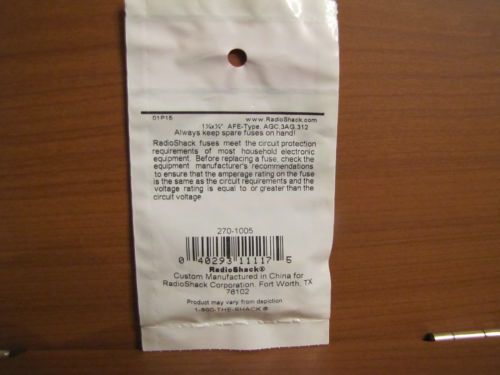 01P15 www.RadioShack.com
1¼x¼" AFE-Type, AGC,3AG,312
Always keep spare fuses on hand!
RadioShack fuses meet the circuit protection
requirements of most household electronic
equipment. Before replacing a fuse, check the
equipment manufacturer's recommendations
to ensure that the amperage rating on the fuse
is the same as the circuit requirements and the
voltage rating is equal to or greater than the
circuit voltage.
270-1005
0 40293 11117 5
RadioShack®
Custom Manufactured in China for
RadioShack Corporation, Fort Worth, TX
76102
Product may vary from depiction
1-800-THE-SHACK®